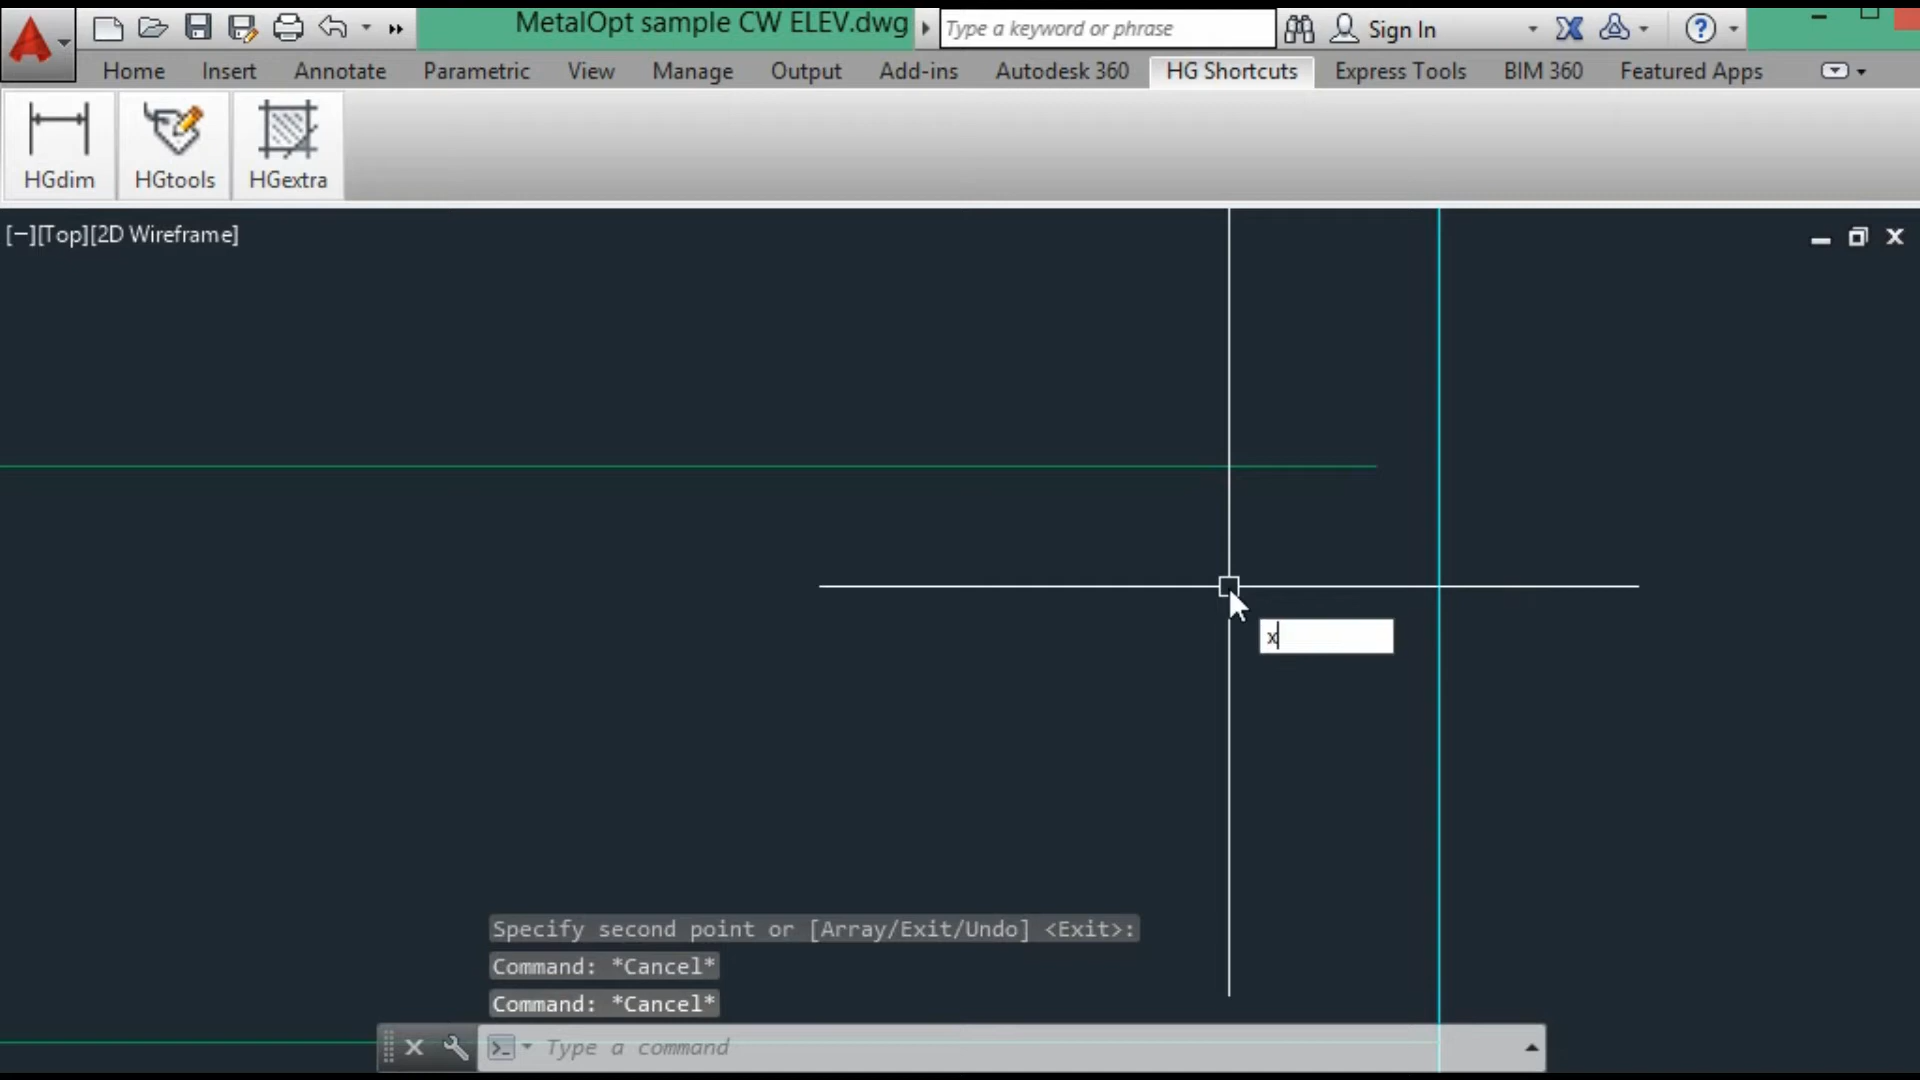 MetalOpt sample CW ELEV.dwg
Type a keyword or phrase
Sign In
Home Insert Annotate Parametric View Manage Output Add-ins Autodesk 360 HG Shortcuts Express Tools BIM 360 Featured Apps
HGdim HGtools HGextra
[−][Top][2D Wireframe]
x
Specify second point or [Array/Exit/Undo] <Exit>:
Command: *Cancel*
Command: *Cancel*
Type a command